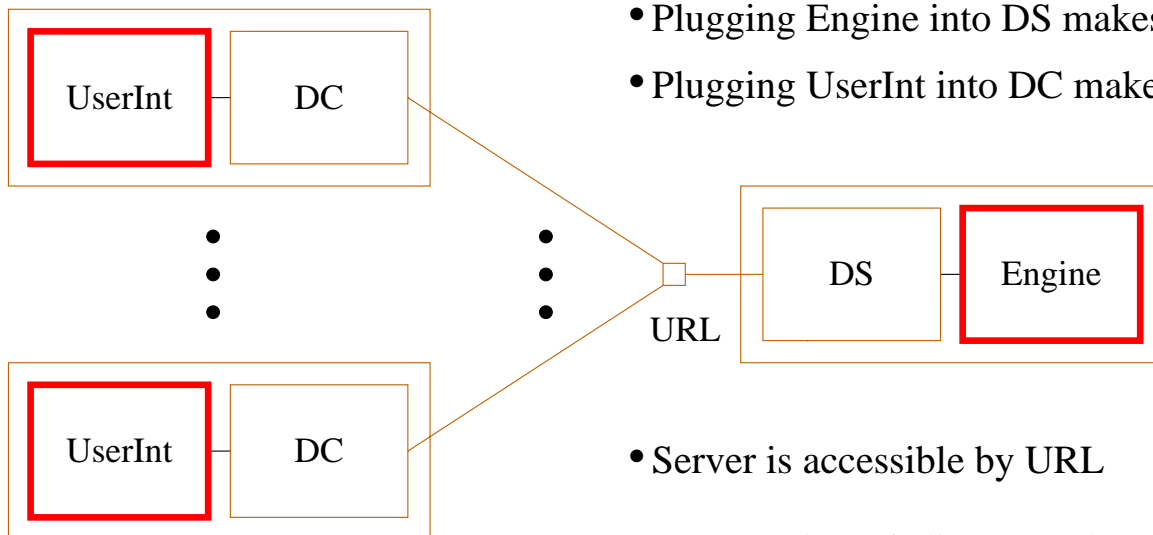 • Plugging Engine into DS makes
• Plugging UserInt into DC make
UserInt
DC
DS
Engine
URL
UserInt
DC
• Server is accessible by URL